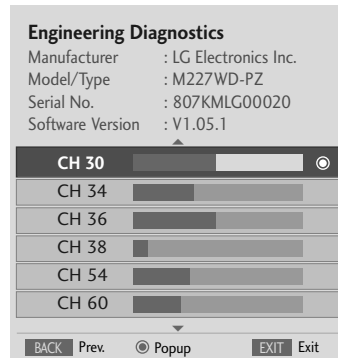 Engineering Diagnostics
Manufacturer : LG Electronics Inc.
Model/Type : M227WD-PZ
Serial No. : 807KMLG00020
Software Version : V1.05.1
CH 30
CH 34
CH 36
CH 38
CH 54
CH 60
BACK Prev. Popup EXIT Exit